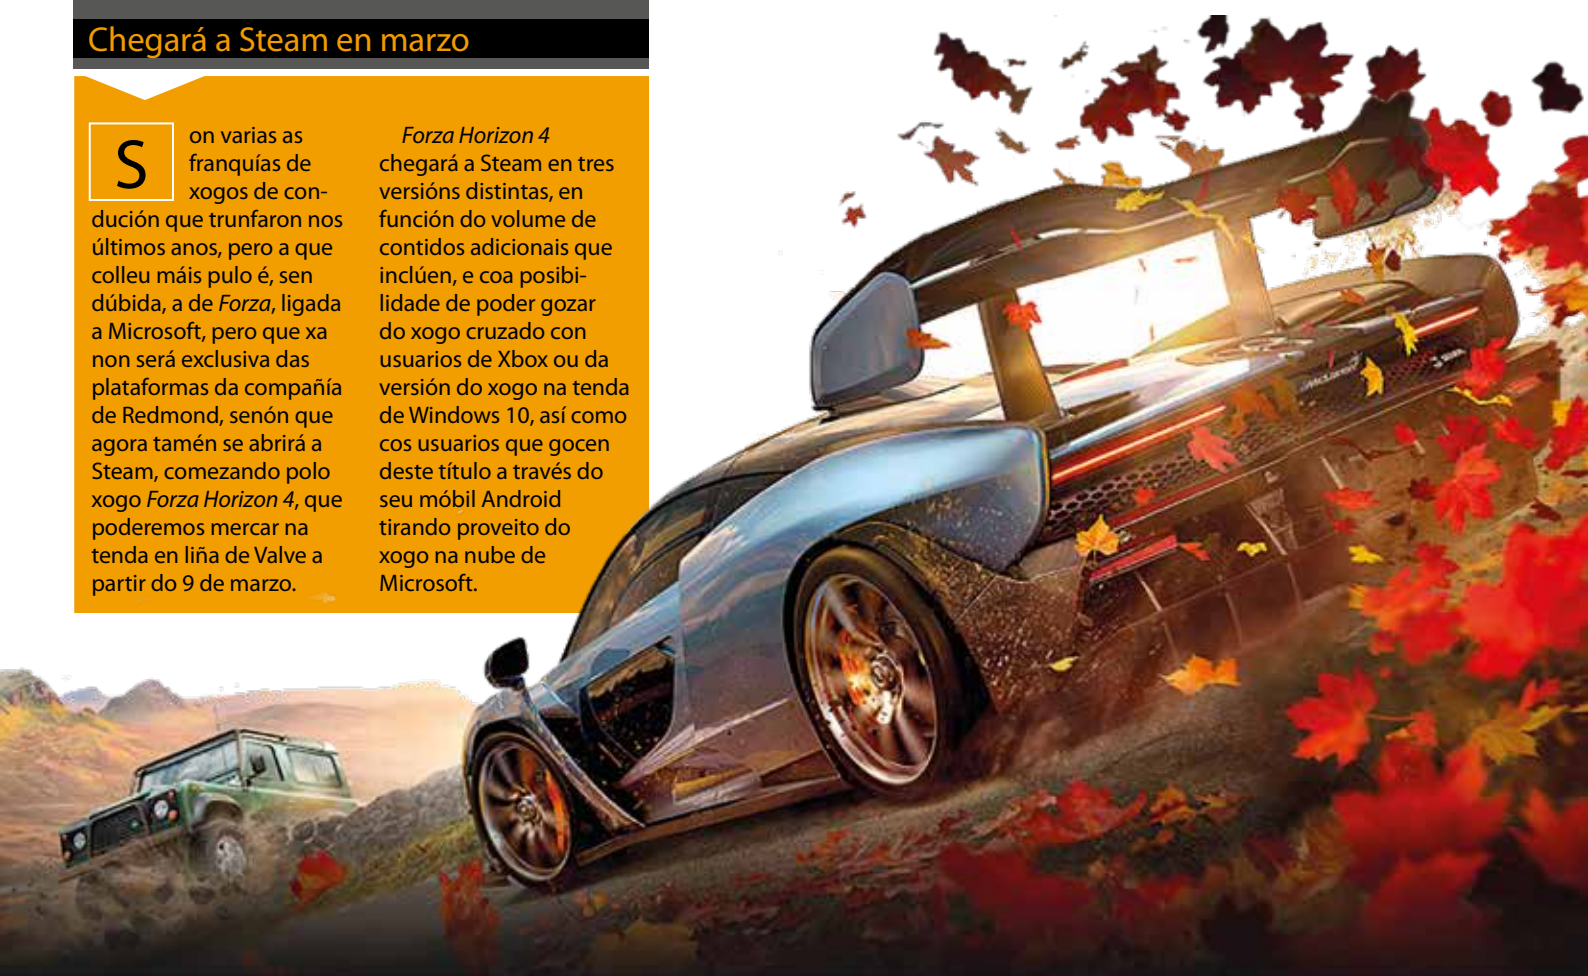 Chegará a Steam en marzo
Son varias as
franquías de
xogos de con-
dución que trunfaron nos
últimos anos, pero a que
colleu máis pulo é, sen
dúbida, a de Forza, ligada
a Microsoft, pero que xa
non será exclusiva das
plataformas da compañía
de Redmond, senón que
agora tamén se abrirá a
Steam, comezando polo
xogo Forza Horizon 4, que
poderemos mercar na
tenda en liña de Valve a
partir do 9 de marzo.
Forza Horizon 4
chegará a Steam en tres
versións distintas, en
función do volume de
contidos adicionais que
inclúen, e coa posibi-
lidade de poder gozar
do xogo cruzado con
usuarios de Xbox ou da
versión do xogo na tenda
de Windows 10, así como
cos usuarios que gocen
deste título a través do
seu móbil Android
tirando proveito do
xogo na nube de
Microsoft.
McLaren